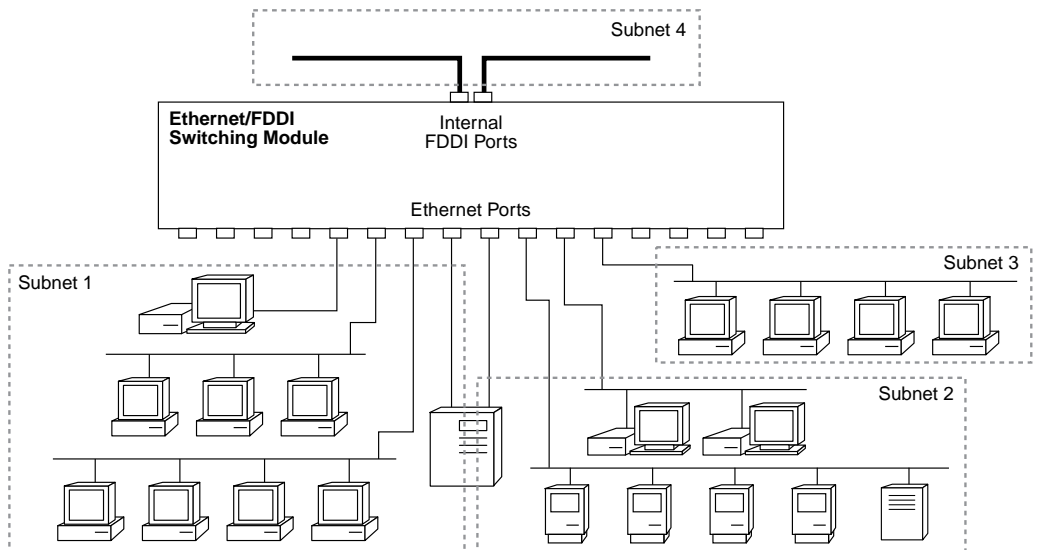 Subnet 4
Ethernet/FDDI
Switching Module
Internal
FDDI Ports
Ethernet Ports
Subnet 1
Subnet 3
Subnet 2